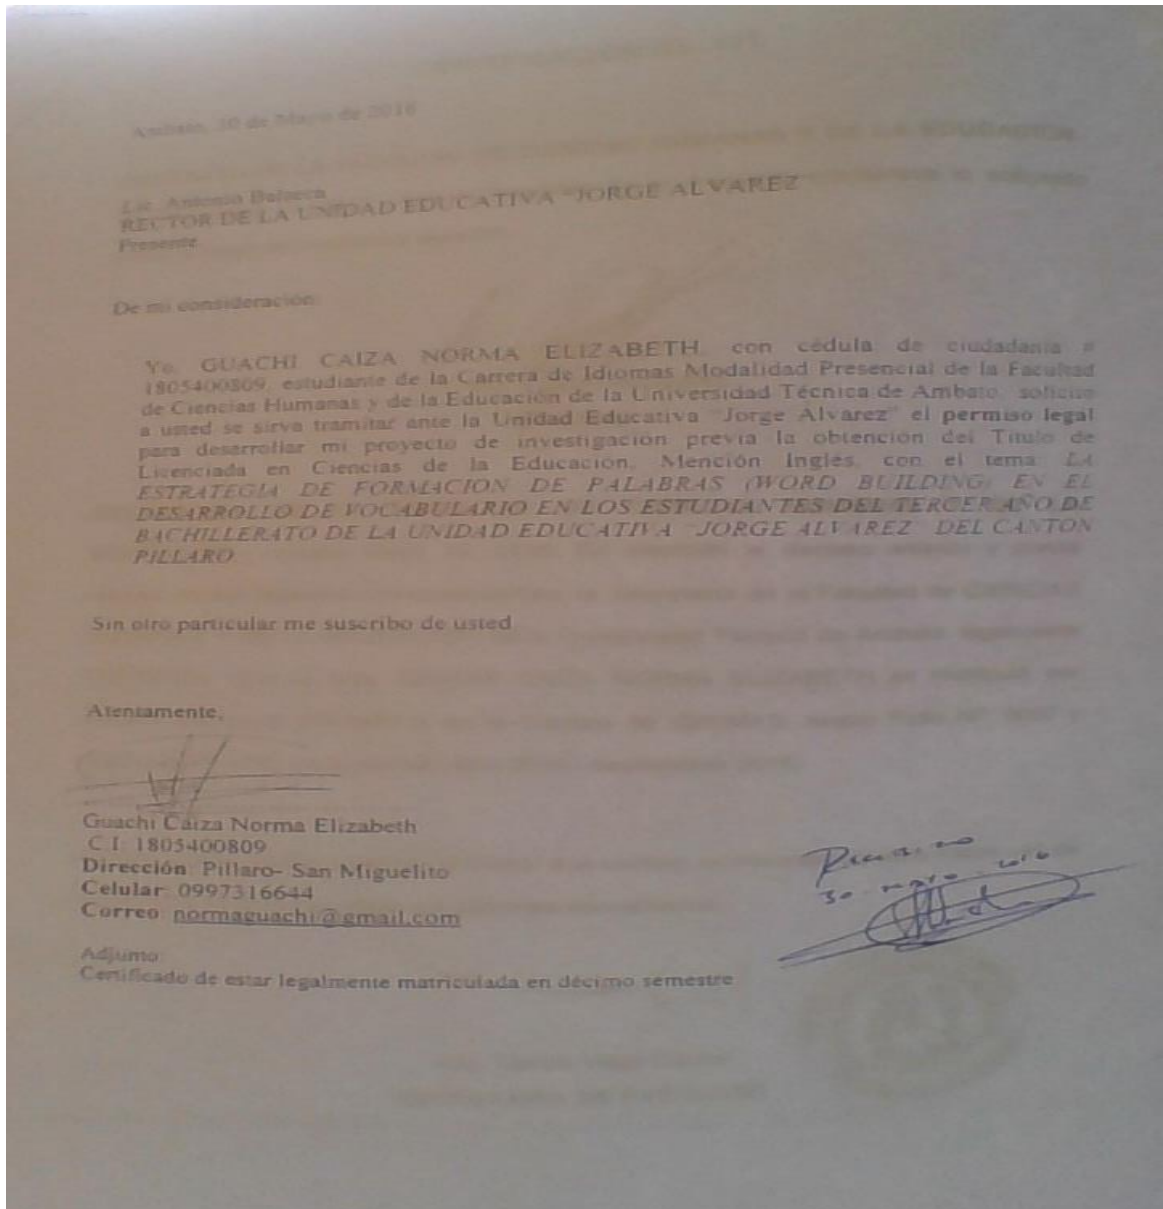 Ambato, 30 de Mayo de 2016
Lic. Antonio
RECTOR DE LA UNIDAD EDUCATIVA "JORGE ALVAREZ"
Presente
De mi consideración:
Yo, GUACHI CAIZA NORMA ELIZABETH, con cedula de ciudadania #
1805400809, estudiante de la Carrera de Idiomas Modalidad Presencial de la Facultad
de Ciencias Humanas y de la Educación de la Universidad Técnica de Ambato, solicito
a usted se sirva tramitar ante la Unidad Educativa "Jorge Alvarez" el permiso legal
para desarrollar mi proyecto de investigación previa la obtención del Titulo de
Licenciada en Ciencias de la Educación, Mención Ingles, con el tema: LA
ESTRATEGIA DE FORMACION DE PALABRAS (WORD BUILDING) EN EL
DESARROLLO DE VOCABULARIO EN LOS ESTUDIANTES DEL TERCER AÑO DE
BACHILLERATO DE LA UNIDAD EDUCATIVA "JORGE ALVAREZ" DEL CANTON
PILLARO
Sin otro particular me suscribo de usted
Atentamente,
Guachi Caiza Norma Elizabeth
C.I. 1805400809
Dirección: Pillaro- San Miguelito
Celular: 0997316644
Correo: normaguachi@gmail.com
30 mayo 2016
Adjunto:
Certificado de estar legalmente matriculada en décimo semestre